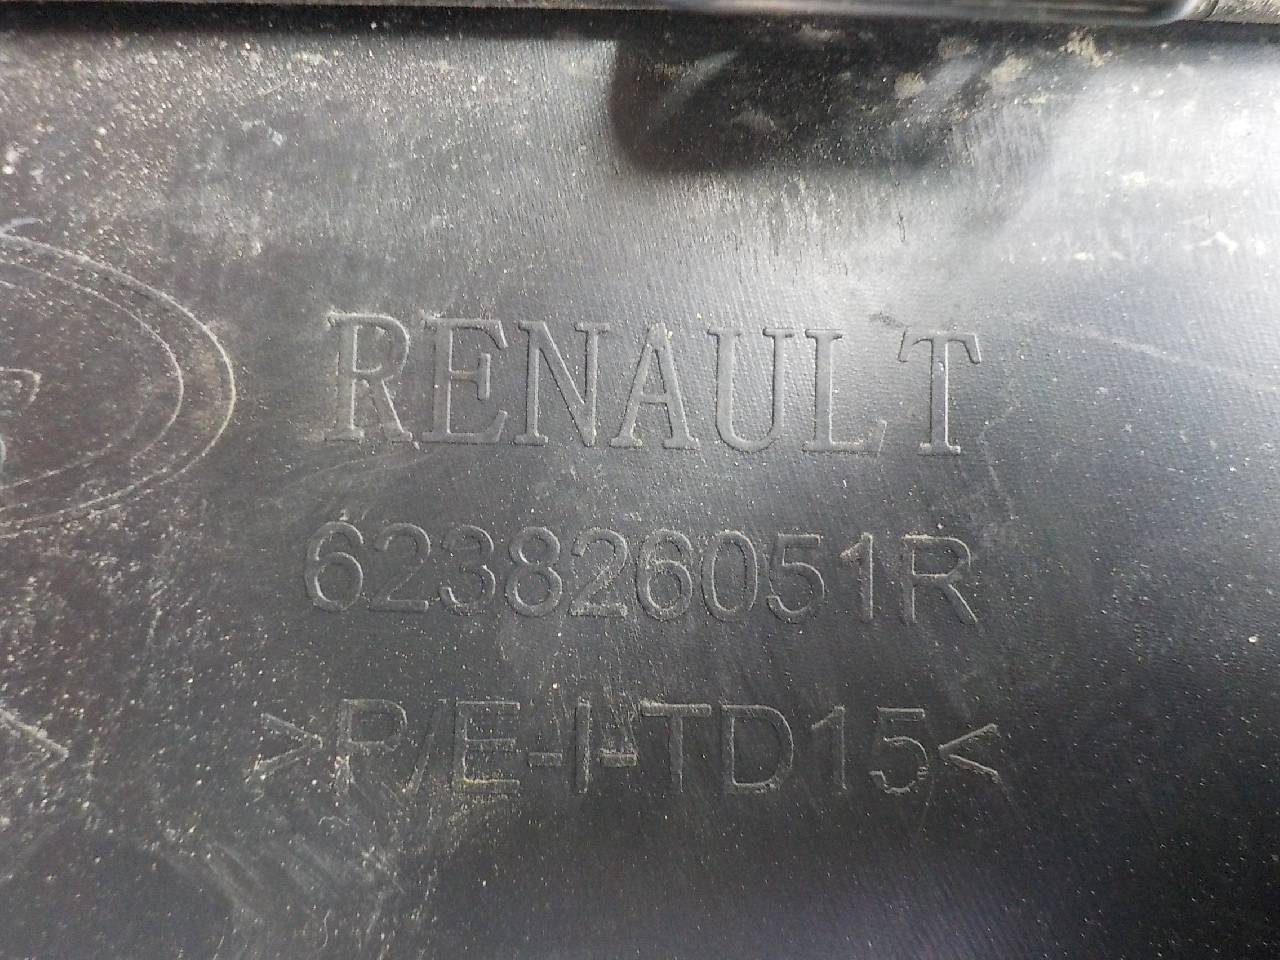 RENAULT
623826051R
>P/E-I-TD15<